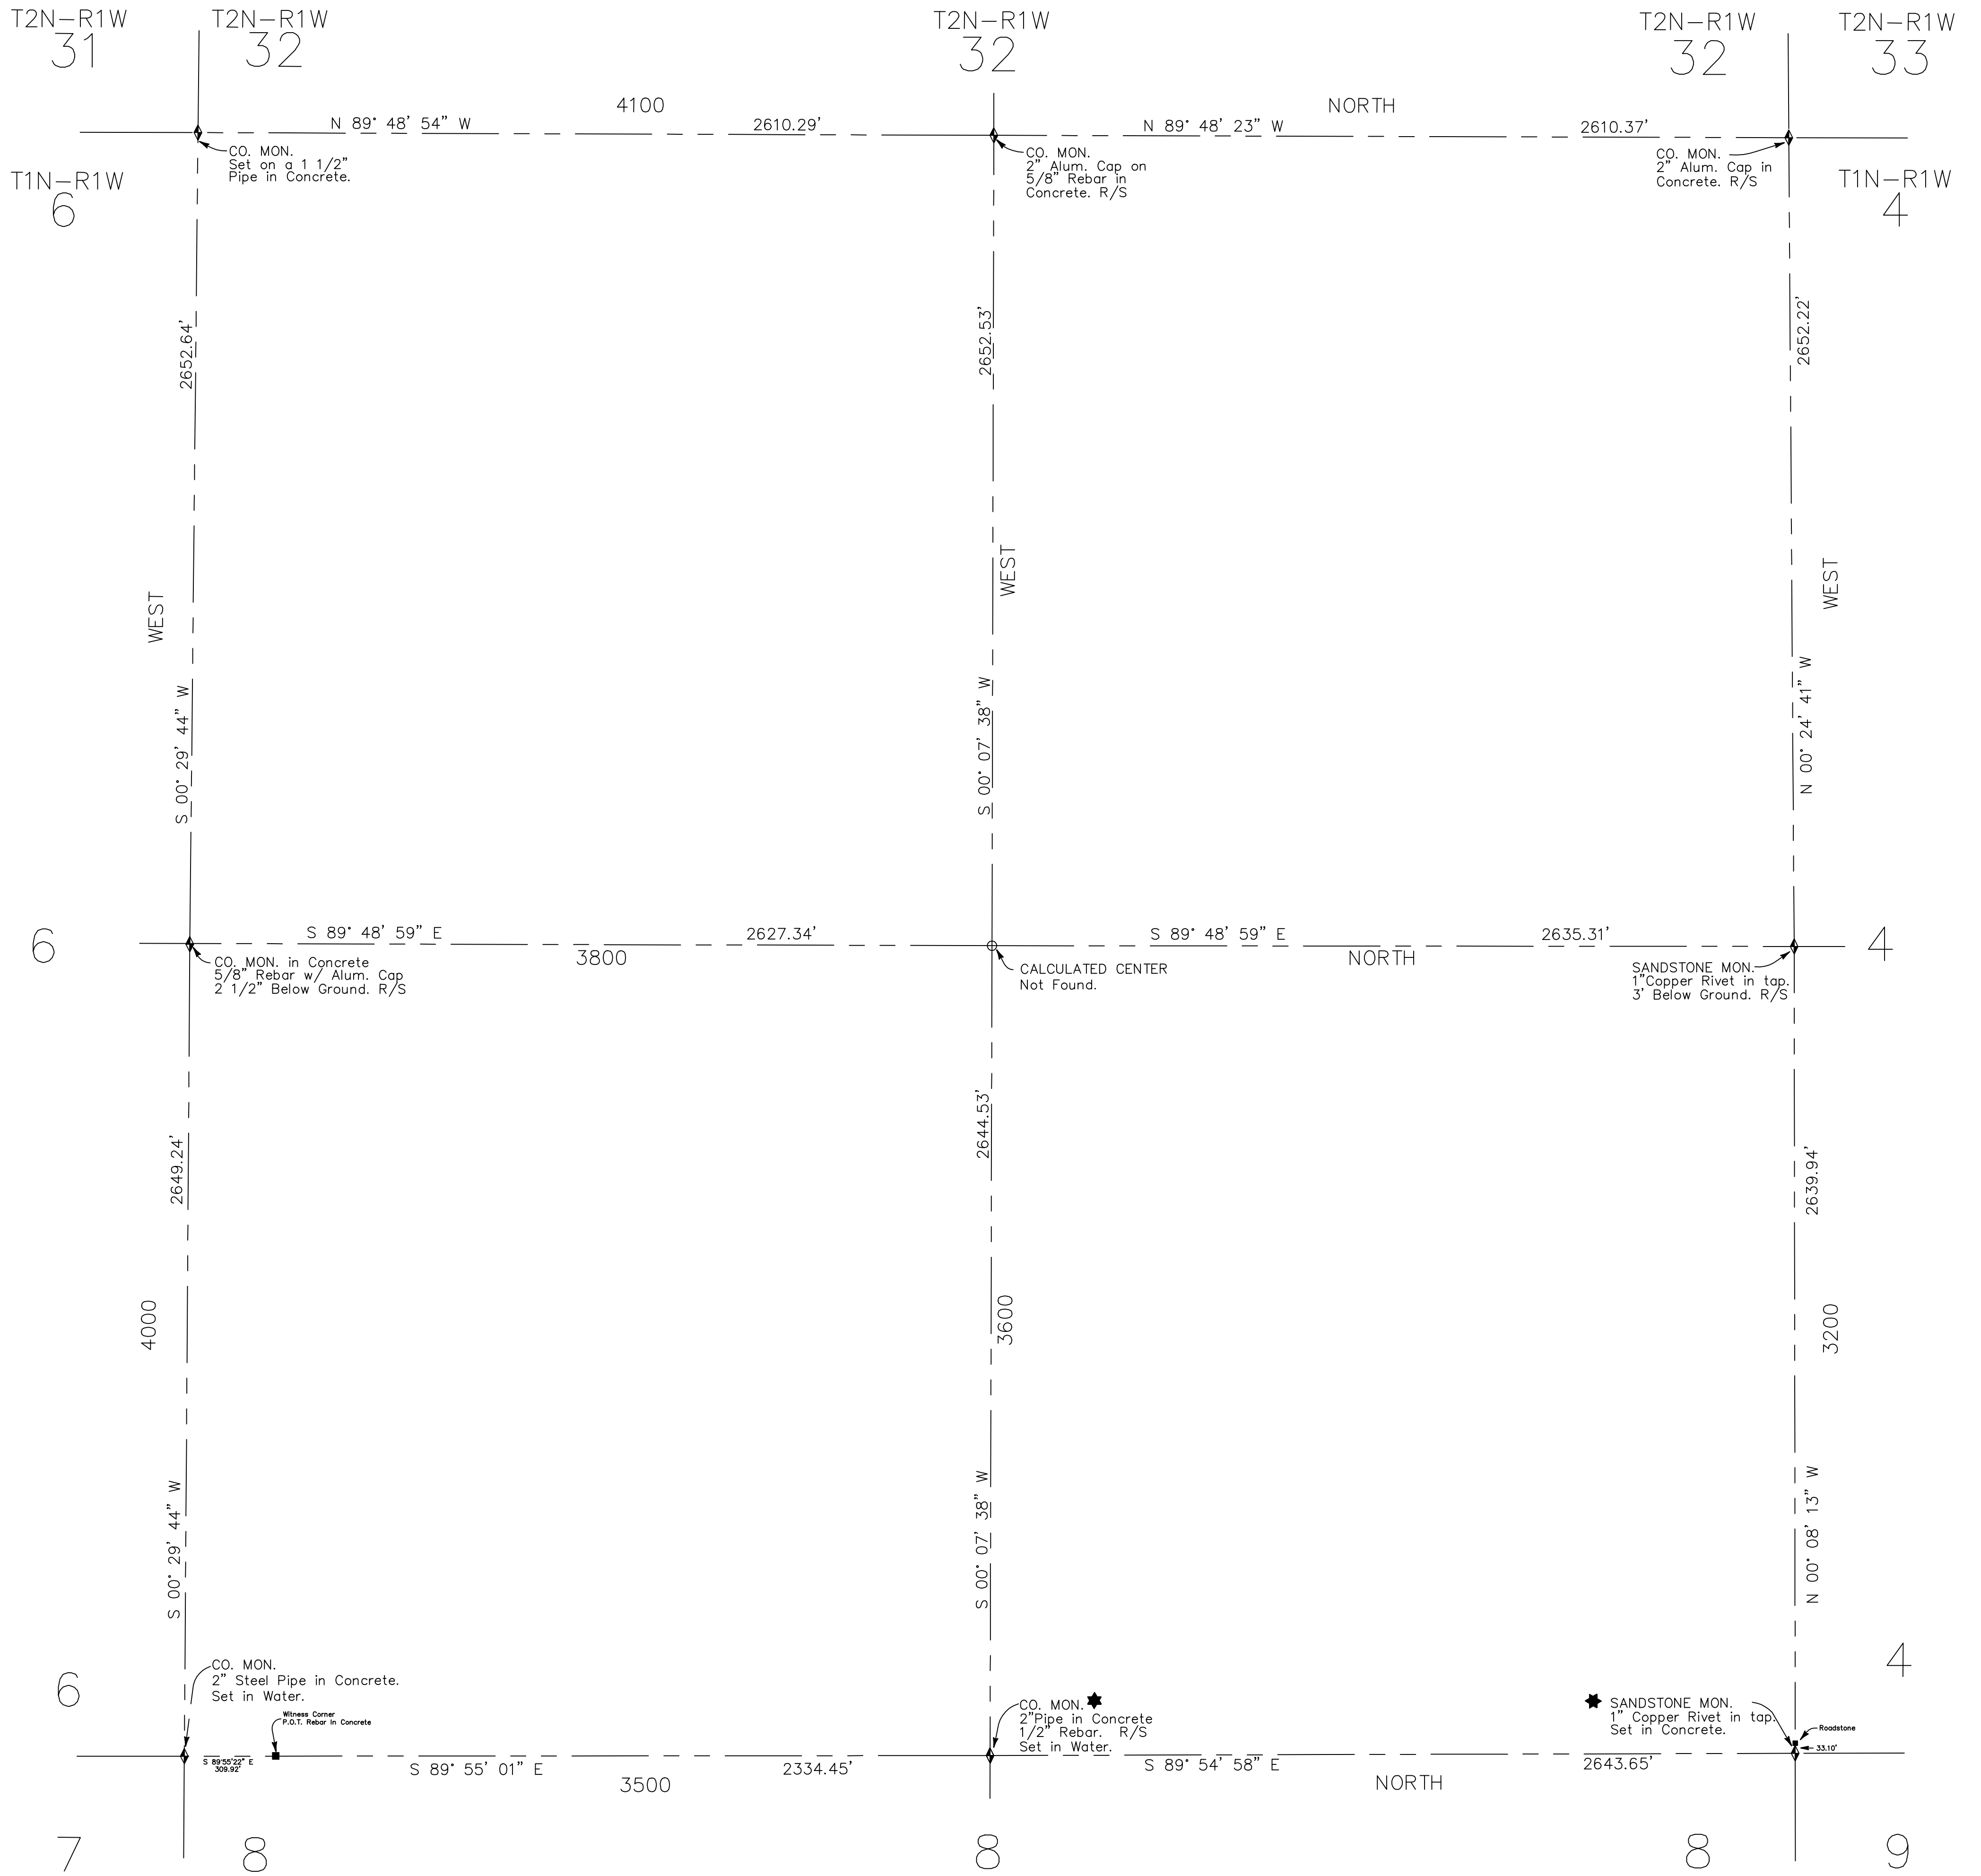 T2N-R1W
31
T2N-R1W
32
T2N-R1W
32
T2N-R1W
32
T2N-R1W
33
4100
NORTH
N 89° 48' 54" W
2610.29'
N 89° 48' 23" W
2610.37'
CO. MON.
Set on a 1 1/2"
Pipe in Concrete.
CO. MON.
2" Alum. Cap on
5/8" Rebar in
Concrete. R/S
CO. MON.
2" Alum. Cap in
Concrete. R/S
T1N-R1W
6
T1N-R1W
4
2652.64'
2652.53'
2652.22'
WEST
WEST
WEST
S 00° 29' 44" W
S 00° 07' 38" W
N 00° 24' 41" W
6
S 89° 48' 59" E
2627.34'
S 89° 48' 59" E
2635.31'
4
3800
NORTH
CO. MON. in Concrete
5/8" Rebar w/ Alum. Cap
2 1/2" Below Ground. R/S
CALCULATED CENTER
Not Found.
SANDSTONE MON.
1"Copper Rivet in tap.
3' Below Ground. R/S
2649.24'
2644.53'
2639.94'
4000
3600
3200
S 00° 29' 44" W
S 00° 07' 38" W
N 00° 08' 13" W
6
4
CO. MON.
2" Steel Pipe in Concrete.
Set in Water.
Witness Corner
P.O.T. Rebar In Concrete
CO. MON.
2"Pipe in Concrete
1/2" Rebar. R/S
Set in Water.
SANDSTONE MON.
1" Copper Rivet in tap.
Set in Concrete.
Roadstone
33.10'
S 89°55'22" E
309.92'
S 89° 55' 01" E
2334.45'
S 89° 54' 58" E
2643.65'
3500
NORTH
7
8
8
8
9